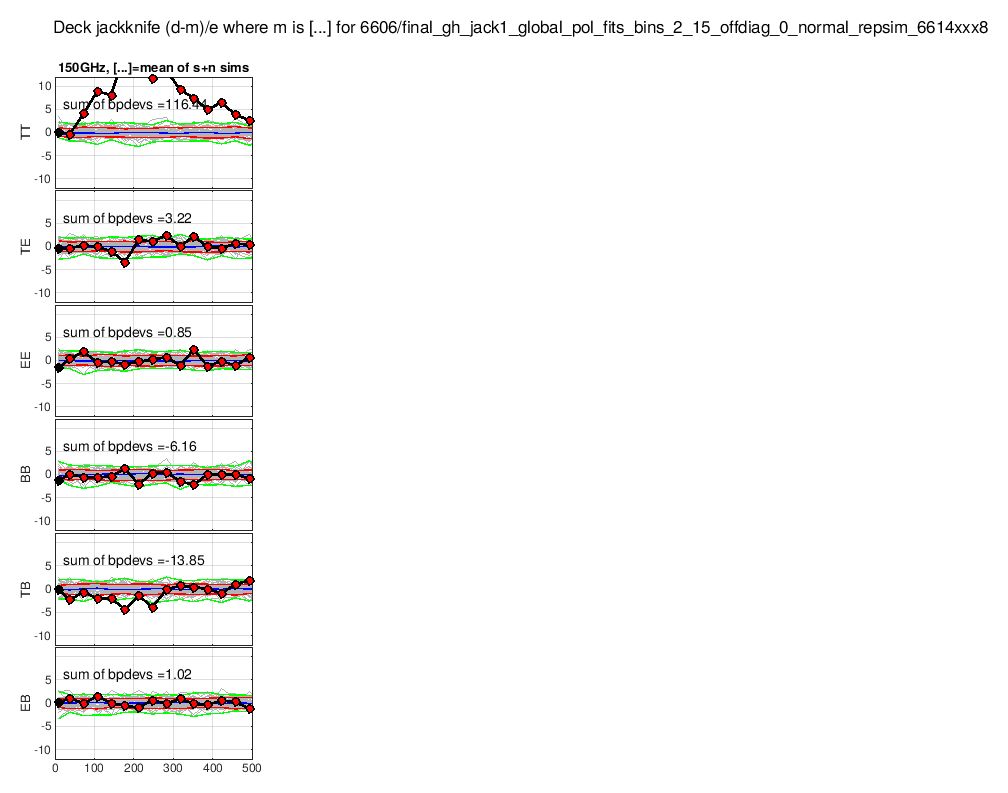 Deck jackknife (d-m)/e where m is [...] for 6606/final_gh_jack1_global_pol_fits_bins_2_15_offdiag_0_normal_repsim_6614xxx8
150GHz, [...]=mean of s+n sims
10
5
0
-5
-10
TT
sum of bpdevs =116.44
5
0
-5
-10
TE
sum of bpdevs =3.22
5
0
-5
-10
EE
sum of bpdevs =0.85
5
0
-5
-10
BB
sum of bpdevs =-6.16
5
0
-5
-10
TB
sum of bpdevs =-13.85
5
0
-5
-10
EB
sum of bpdevs =1.02
0 100 200 300 400 500